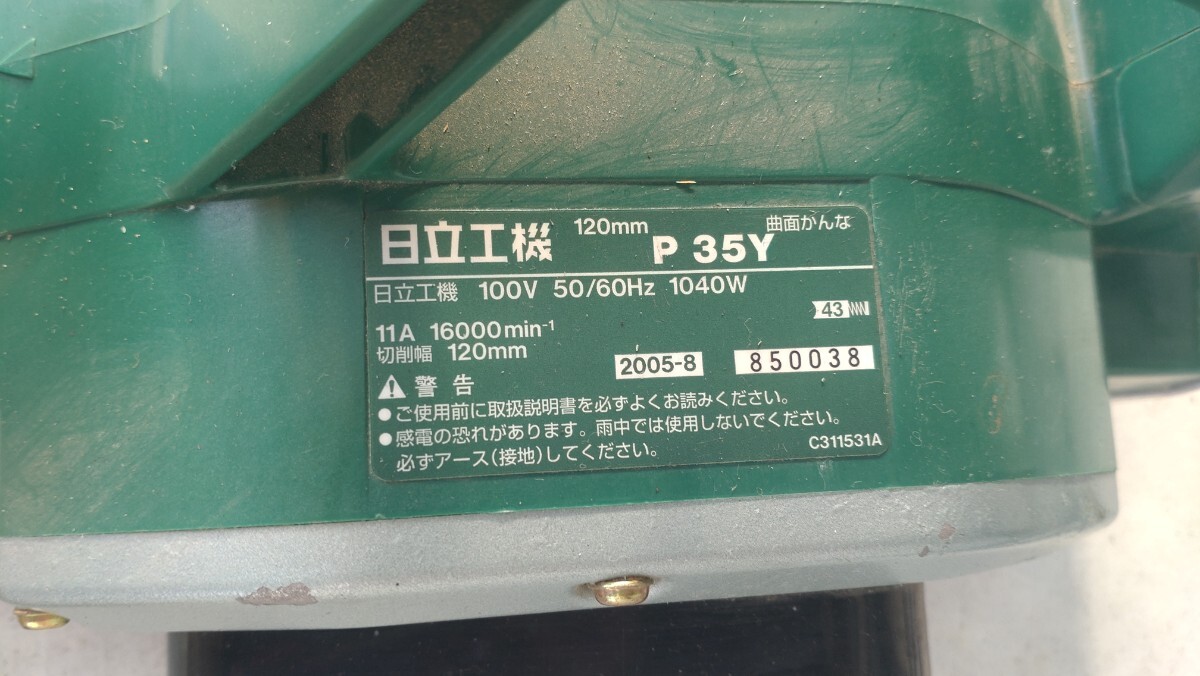 日立工機 120mm P 35Y 曲面かんな
日立工機 100V 50/60Hz 1040W
43
11A 16000min-1
切削幅 120mm 2005-8 850038
警告
●ご使用前に取扱説明書を必ずよくお読みください。
●感電の恐れがあります。雨中では使用しないでください。
必ずアース(接地)してください。
C311531A